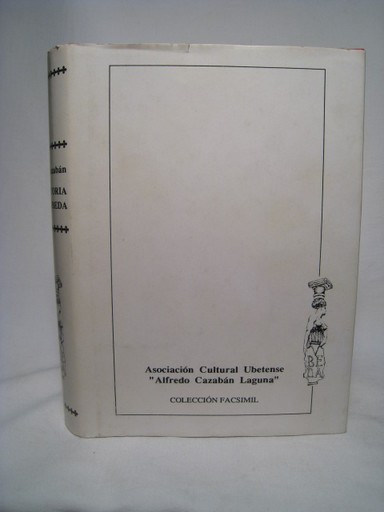 Asociación Cultural Ubetense
"Alfredo Cazabán Laguna"
COLECCIÓN FACSIMIL